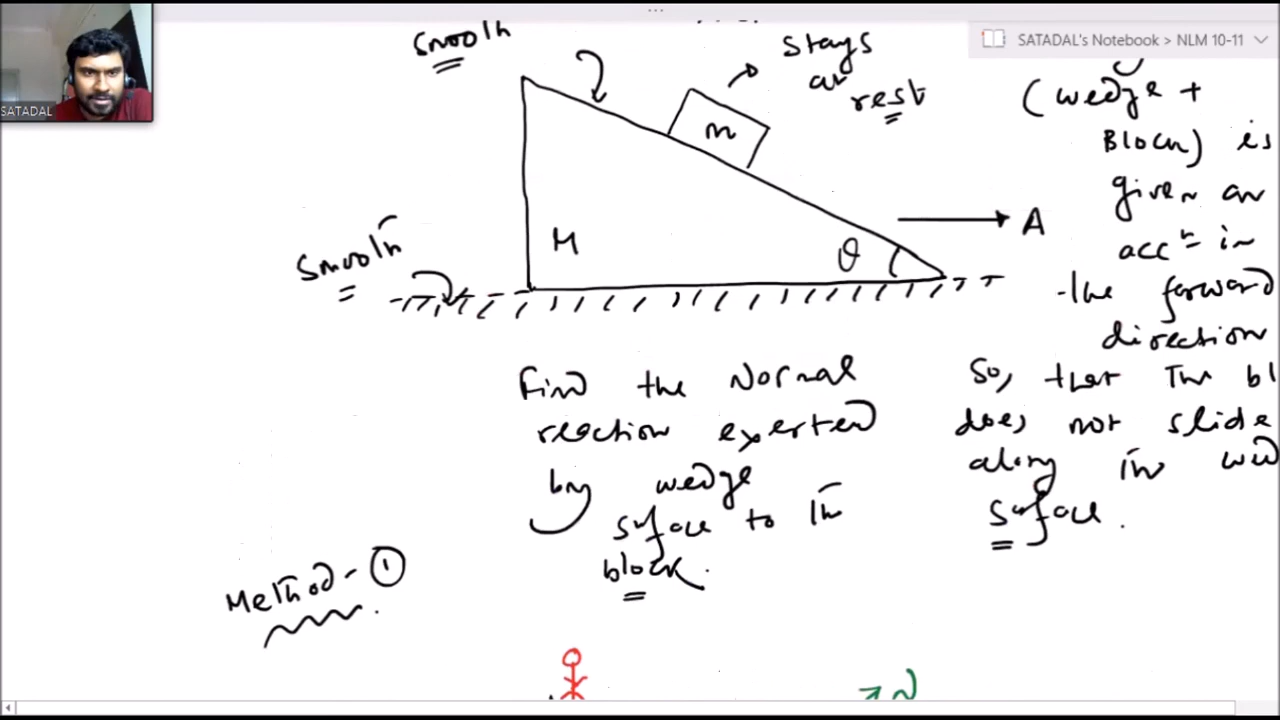 SATADAL's Notebook > NLM 10-11
SATADAL
smooth
stays
at
rest
m
M
θ
A
smooth
(wedge +
Block) is
given an
accⁿ in
the forward
direction
So, that the bl
does not slide
along the wed
surface.
Find the Normal
reaction exerted
by wedge
surface to the
block.
Method - ①
N